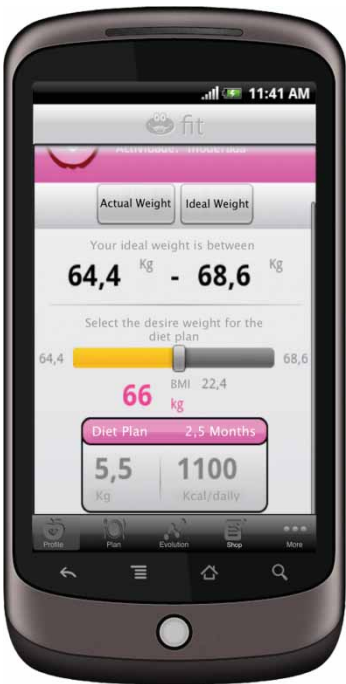 11:41 AM
fit
Actividade: moderada
Actual Weight Ideal Weight
Your ideal weight is between
64,4 Kg - 68,6 Kg
Select the desire weight for the
diet plan
64,4 68,6
66 kg BMI 22,4
Diet Plan 2,5 Months
5,5 1100
Kg Kcal/daily
Profile Plan Evolution Shop More